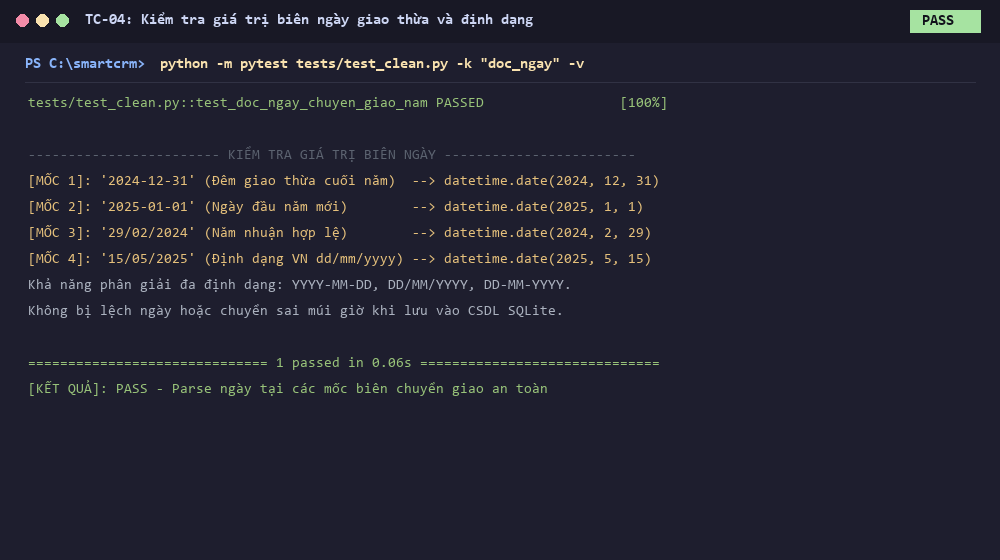 TC-04: Kiểm tra giá trị biên ngày giao thừa và định dạng
PASS
PS C:\smartcrm> python -m pytest tests/test_clean.py -k "doc_ngay" -v
tests/test_clean.py::test_doc_ngay_chuyen_giao_nam PASSED                 [100%]
------------------------ KIỂM TRA GIÁ TRỊ BIÊN NGÀY ------------------------
[MỐC 1]: '2024-12-31' (Đêm giao thừa cuối năm)  --> datetime.date(2024, 12, 31)
[MỐC 2]: '2025-01-01' (Ngày đầu năm mới)        --> datetime.date(2025, 1, 1)
[MỐC 3]: '29/02/2024' (Năm nhuận hợp lệ)        --> datetime.date(2024, 2, 29)
[MỐC 4]: '15/05/2025' (Định dạng VN dd/mm/yyyy) --> datetime.date(2025, 5, 15)
Khả năng phân giải đa định dạng: YYYY-MM-DD, DD/MM/YYYY, DD-MM-YYYY.
Không bị lệch ngày hoặc chuyển sai múi giờ khi lưu vào CSDL SQLite.
============================== 1 passed in 0.06s ==============================
[KẾT QUẢ]: PASS - Parse ngày tại các mốc biên chuyển giao an toàn